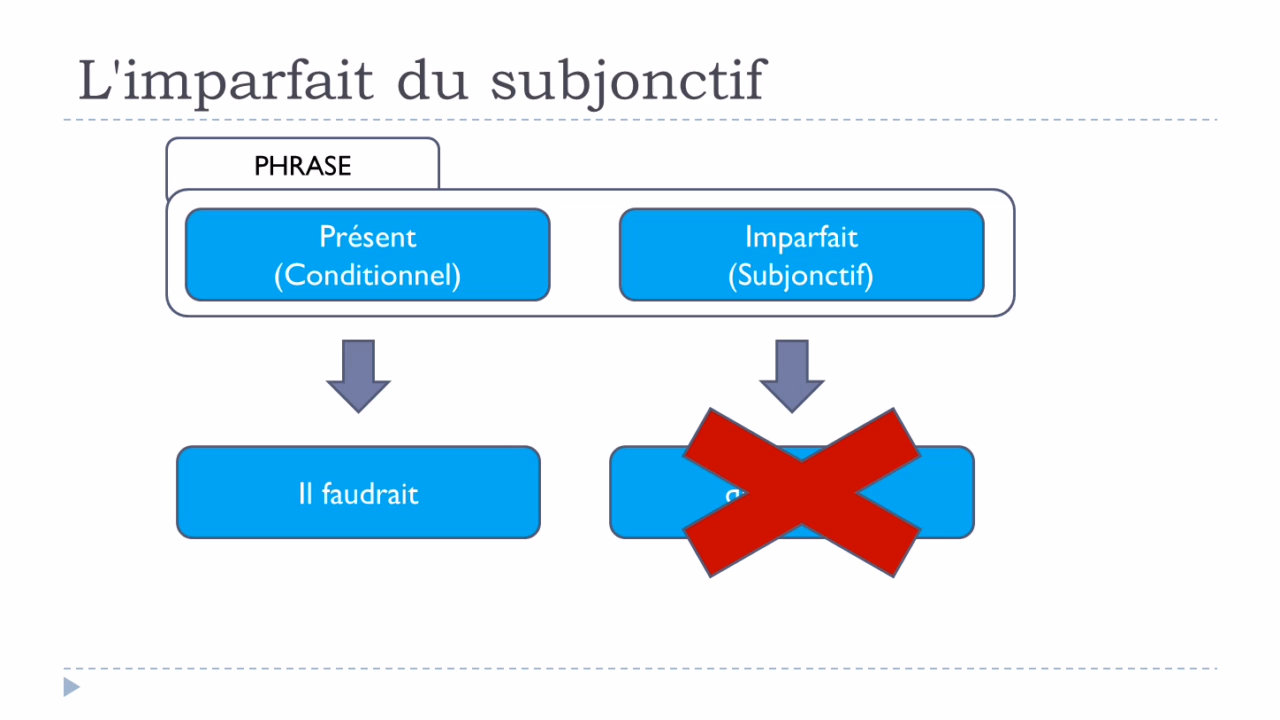 L'imparfait du subjonctif
PHRASE
Présent
(Conditionnel)
Imparfait
(Subjonctif)
Il faudrait